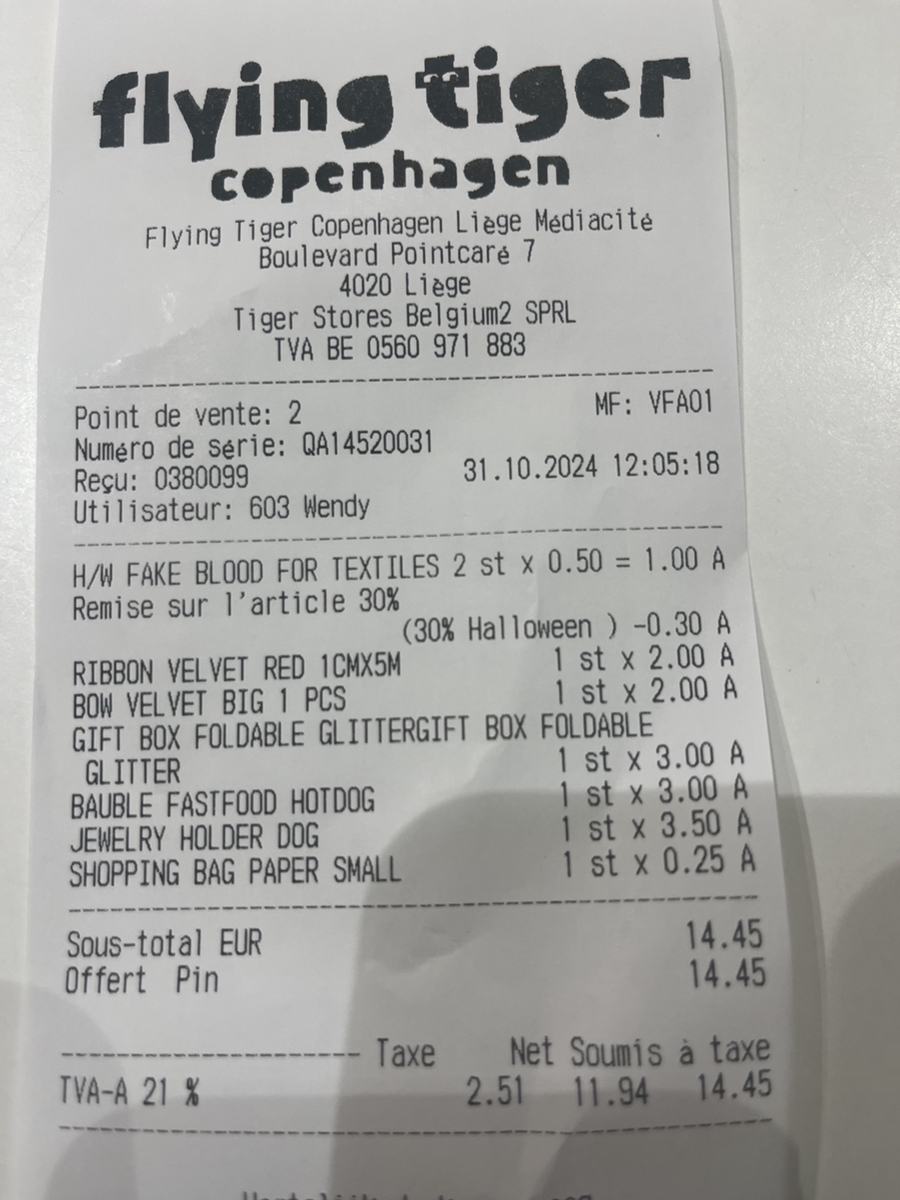 flying tiger
copenhagen
Flying Tiger Copenhagen Liège Médiacité
Boulevard Pointcaré 7
4020 Liège
Tiger Stores Belgium2 SPRL
TVA BE 0560 971 883
Point de vente: 2 MF: VFA01
Numéro de série: QA14520031
Reçu: 0380099 31.10.2024 12:05:18
Utilisateur: 603 Wendy
H/W FAKE BLOOD FOR TEXTILES 2 st x 0.50 = 1.00 A
Remise sur l'article 30%
(30% Halloween ) -0.30 A
RIBBON VELVET RED 1CMX5M 1 st x 2.00 A
BOW VELVET BIG 1 PCS 1 st x 2.00 A
GIFT BOX FOLDABLE GLITTERGIFT BOX FOLDABLE
GLITTER 1 st x 3.00 A
BAUBLE FASTFOOD HOTDOG 1 st x 3.00 A
JEWELRY HOLDER DOG 1 st x 3.50 A
SHOPPING BAG PAPER SMALL 1 st x 0.25 A
Sous-total EUR 14.45
Offert Pin 14.45
-------------------- Taxe Net Soumis à taxe
TVA-A 21 % 2.51 11.94 14.45